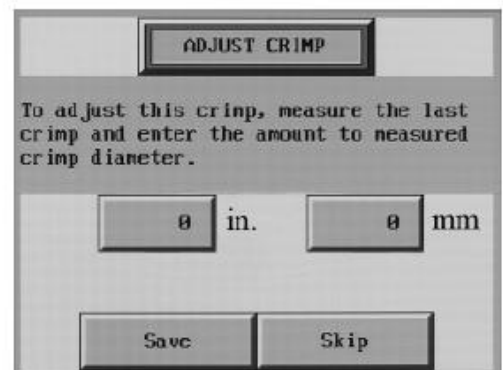 ADJUST CRIMP
To adjust this crimp, measure the last
crimp and enter the amount to measured
crimp diameter.
0 in. 0 mm
Save Skip